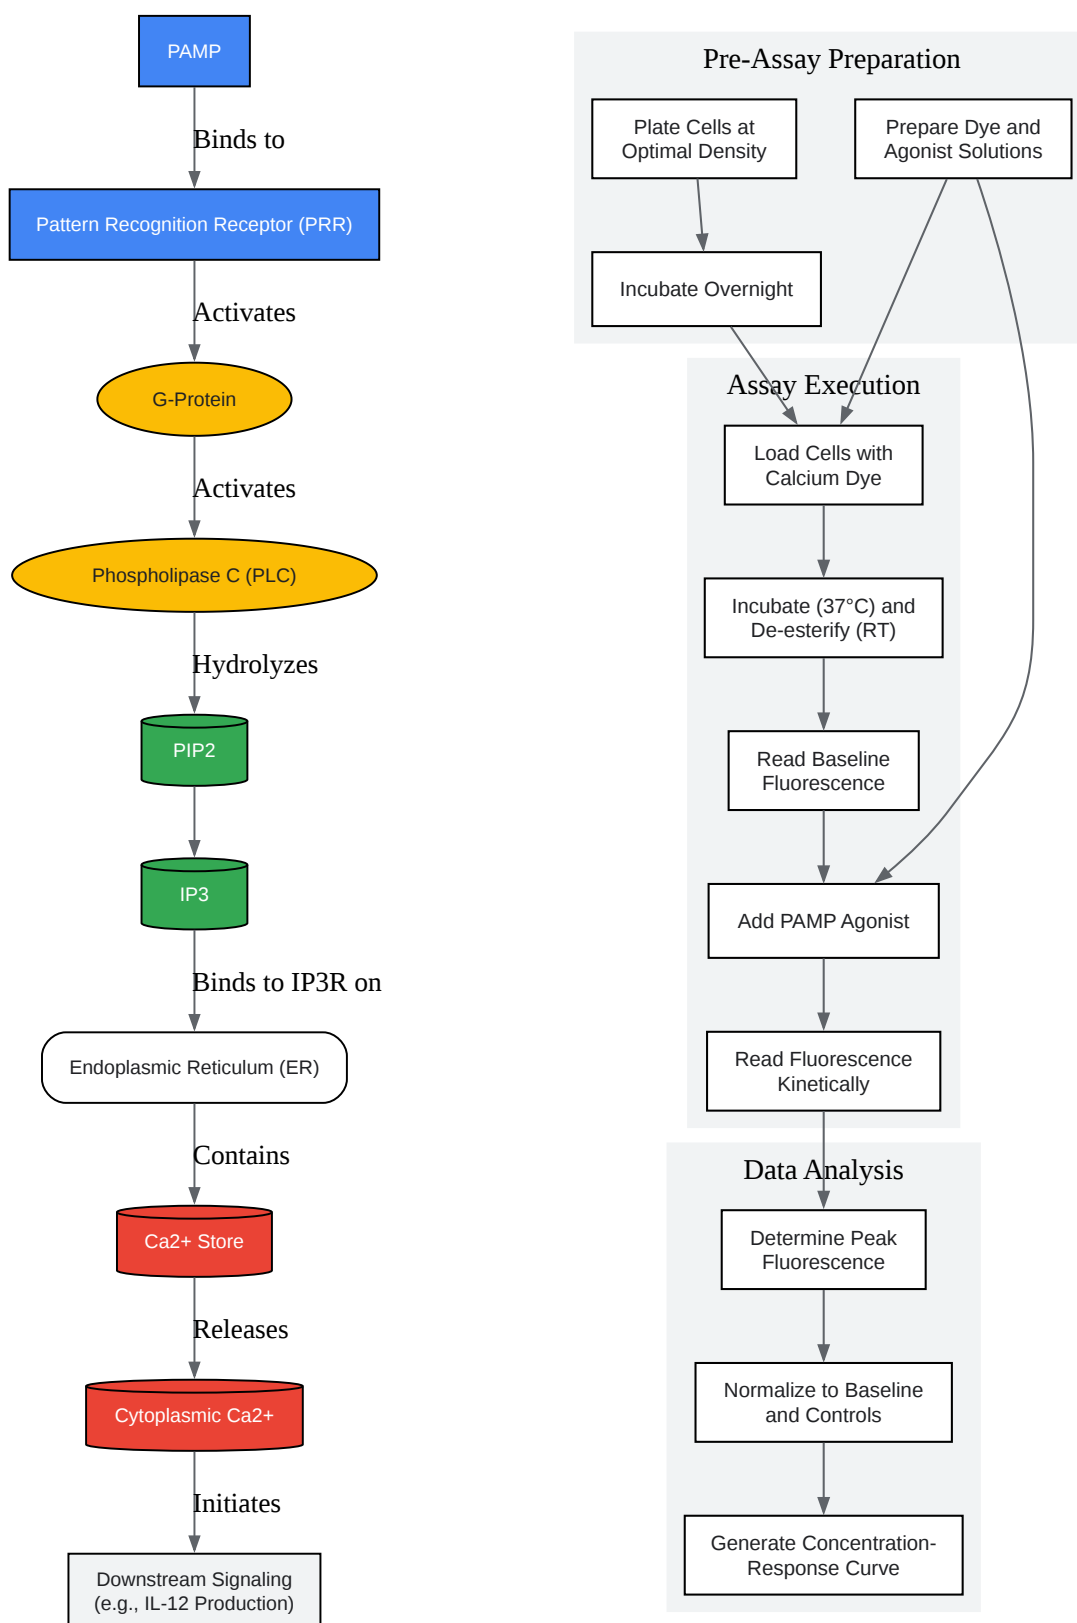 PAMP
Binds to
Pattern Recognition Receptor (PRR)
Activates
G-Protein
Activates
Phospholipase C (PLC)
Hydrolyzes
PIP2
IP3
Binds to IP3R on
Endoplasmic Reticulum (ER)
Contains
Ca2+ Store
Releases
Cytoplasmic Ca2+
Initiates
Downstream Signaling
(e.g., IL-12 Production)
Pre-Assay Preparation
Plate Cells at
Optimal Density
Prepare Dye and
Agonist Solutions
Incubate Overnight
Assay Execution
Load Cells with
Calcium Dye
Incubate (37°C) and
De-esterify (RT)
Read Baseline
Fluorescence
Add PAMP Agonist
Read Fluorescence
Kinetically
Data Analysis
Determine Peak
Fluorescence
Normalize to Baseline
and Controls
Generate Concentration-
Response Curve